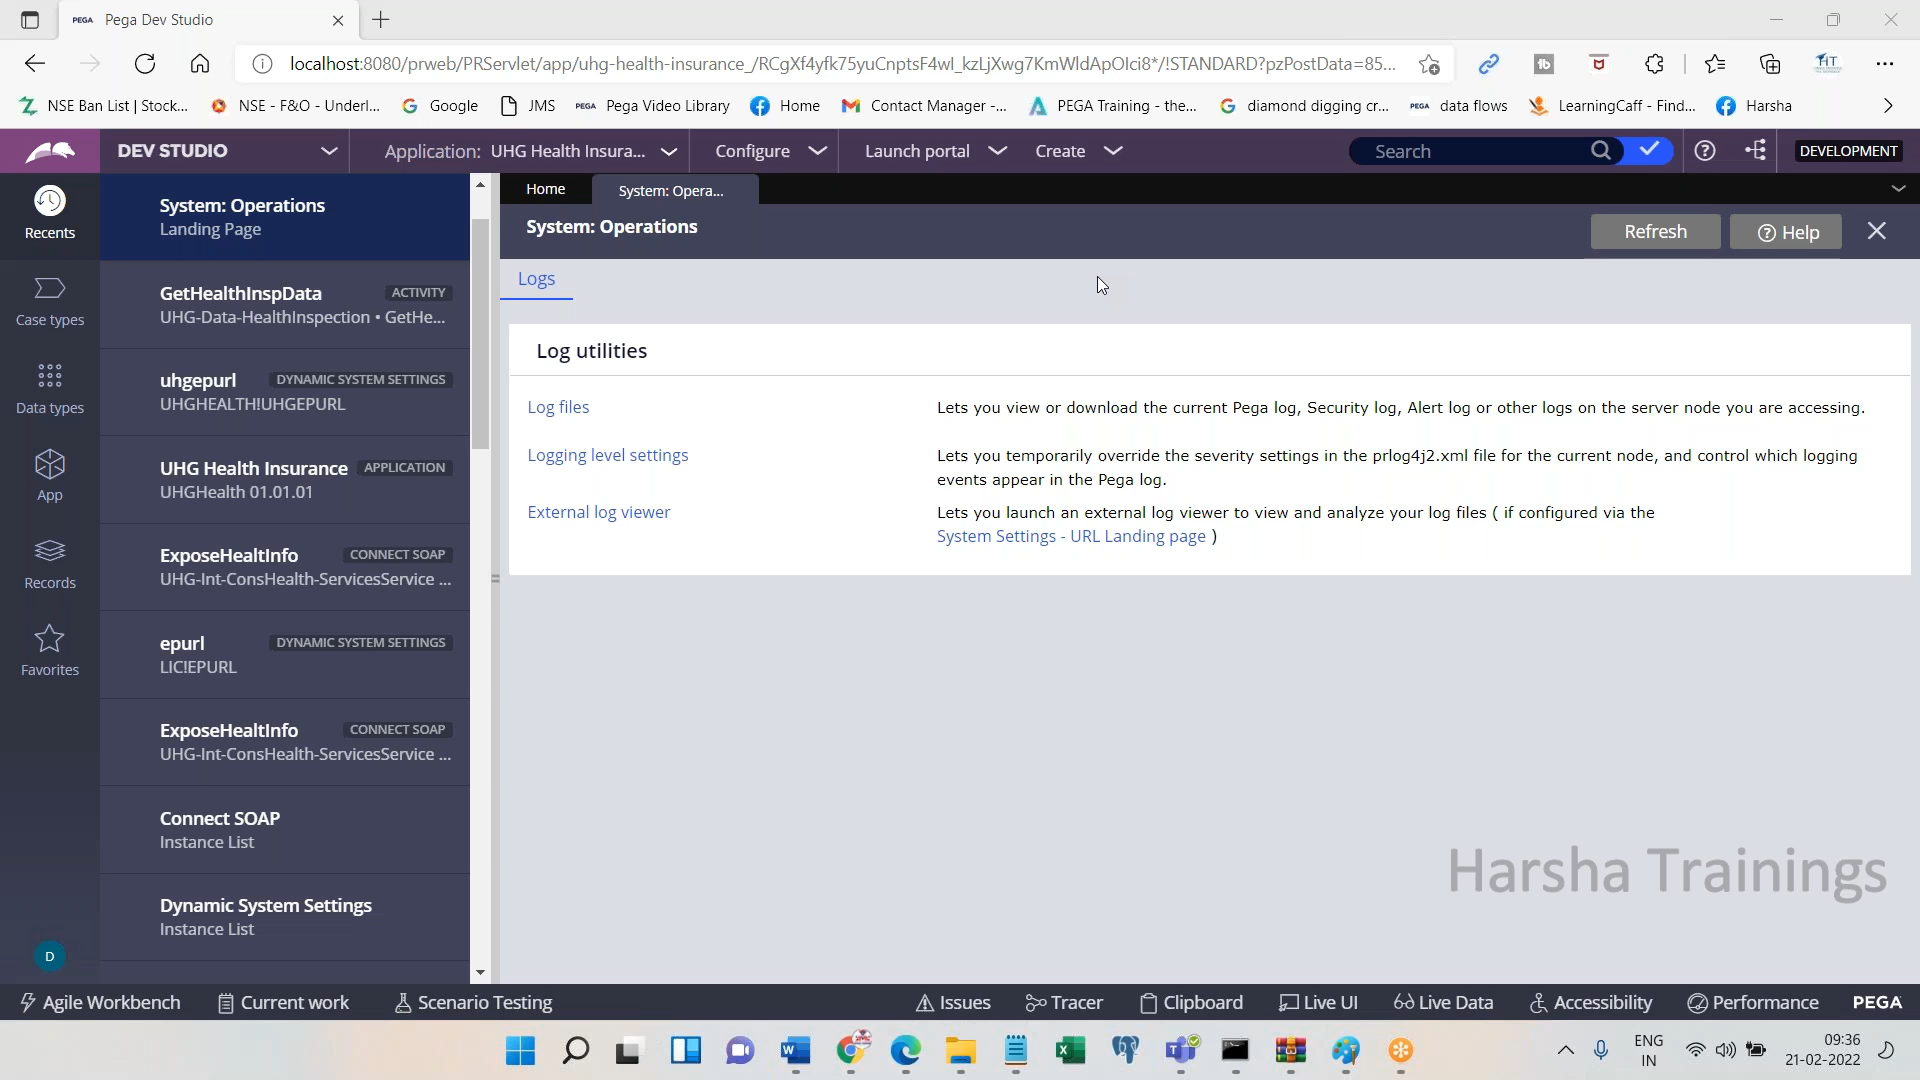 PEGA Pega Dev Studio
localhost:8080/prweb/PRServlet/app/uhg-health-insurance_/RCgXf4yfk75yuCnptsF4wl_kzLjXwg7KmWldApOIci8*/!STANDARD?pzPostData=85...
NSE Ban List | Stock... NSE - F&O - Underl... Google JMS PEGA Pega Video Library Home Contact Manager -... PEGA Training - the... diamond digging cr... PEGA data flows LearningCaff - Find... Harsha
DEV STUDIO Application: UHG Health Insura... Configure Launch portal Create Search DEVELOPMENT
Recents
Case types
Data types
App
Records
Favorites
D
System: Operations
Landing Page
GetHealthInspData ACTIVITY
UHG-Data-HealthInspection • GetHe...
uhgepurl DYNAMIC SYSTEM SETTINGS
UHGHEALTH!UHGEPURL
UHG Health Insurance APPLICATION
UHGHealth 01.01.01
ExposeHealtInfo CONNECT SOAP
UHG-Int-ConsHealth-ServicesService ...
epurl DYNAMIC SYSTEM SETTINGS
LIC!EPURL
ExposeHealtInfo CONNECT SOAP
UHG-Int-ConsHealth-ServicesService ...
Connect SOAP
Instance List
Dynamic System Settings
Instance List
Home System: Opera...
System: Operations Refresh Help
Logs
Log utilities
Log files Lets you view or download the current Pega log, Security log, Alert log or other logs on the server node you are accessing.
Logging level settings Lets you temporarily override the severity settings in the prlog4j2.xml file for the current node, and control which logging
events appear in the Pega log.
External log viewer Lets you launch an external log viewer to view and analyze your log files ( if configured via the
System Settings - URL Landing page )
Harsha Trainings
Agile Workbench Current work Scenario Testing Issues Tracer Clipboard Live UI Live Data Accessibility Performance PEGA
ENG 09:36
IN 21-02-2022